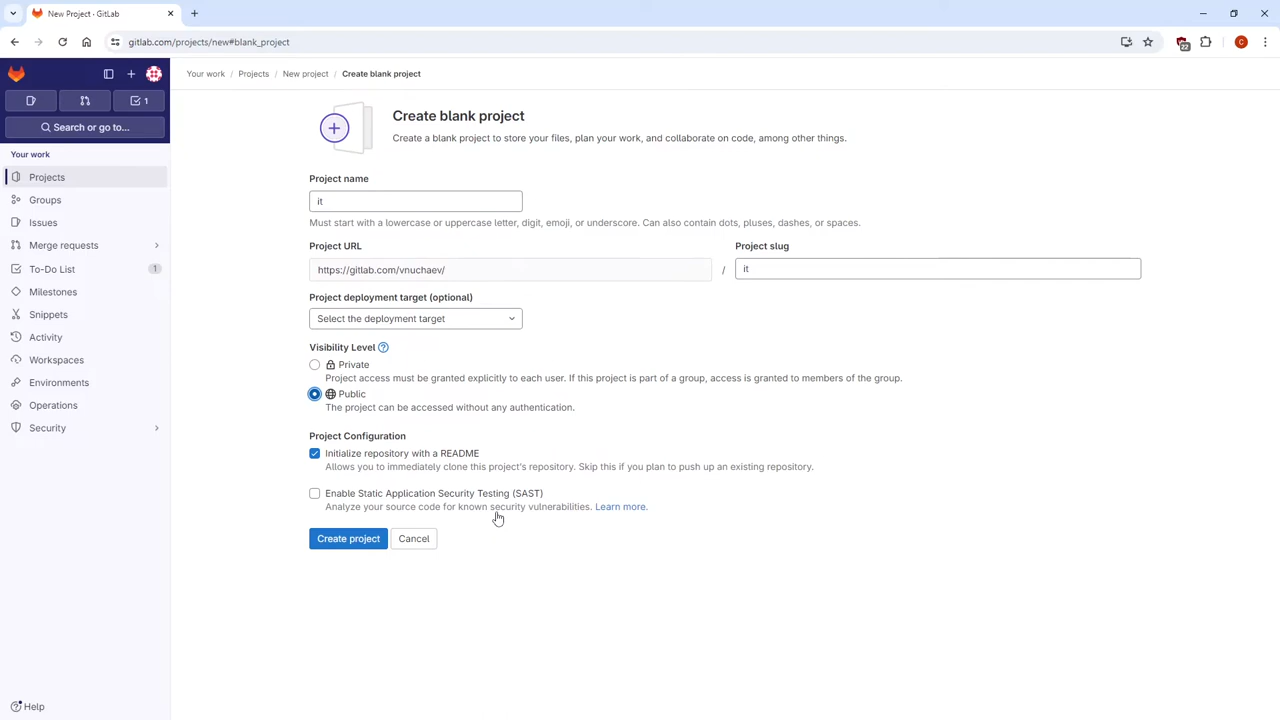 New Project · GitLab
gitlab.com/projects/new#blank_project
22
C
Your work / Projects / New project / Create blank project
1
Search or go to...
Your work
Projects
Groups
Issues
Merge requests
To-Do List 1
Milestones
Snippets
Activity
Workspaces
Environments
Operations
Security
Help
Create blank project
Create a blank project to store your files, plan your work, and collaborate on code, among other things.
Project name
it
Must start with a lowercase or uppercase letter, digit, emoji, or underscore. Can also contain dots, pluses, dashes, or spaces.
Project URL
https://gitlab.com/vnuchaev/
/
Project slug
it
Project deployment target (optional)
Select the deployment target
Visibility Level ?
Private
Project access must be granted explicitly to each user. If this project is part of a group, access is granted to members of the group.
Public
The project can be accessed without any authentication.
Project Configuration
Initialize repository with a README
Allows you to immediately clone this project's repository. Skip this if you plan to push up an existing repository.
Enable Static Application Security Testing (SAST)
Analyze your source code for known security vulnerabilities. Learn more.
Create project
Cancel